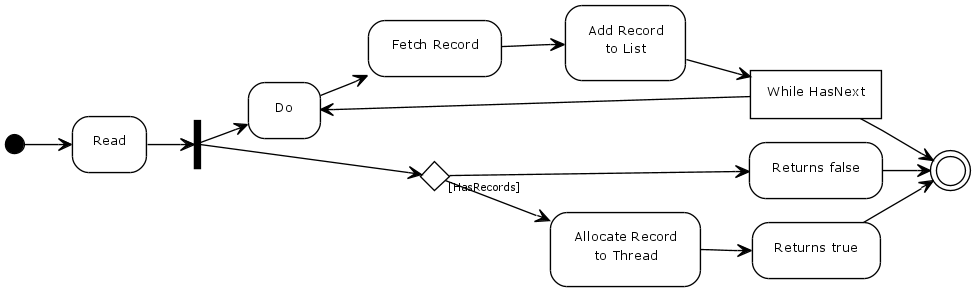 Read
Do
Fetch Record
Add Record
to List
While HasNext
[HasRecords]
Returns false
Allocate Record
to Thread
Returns true